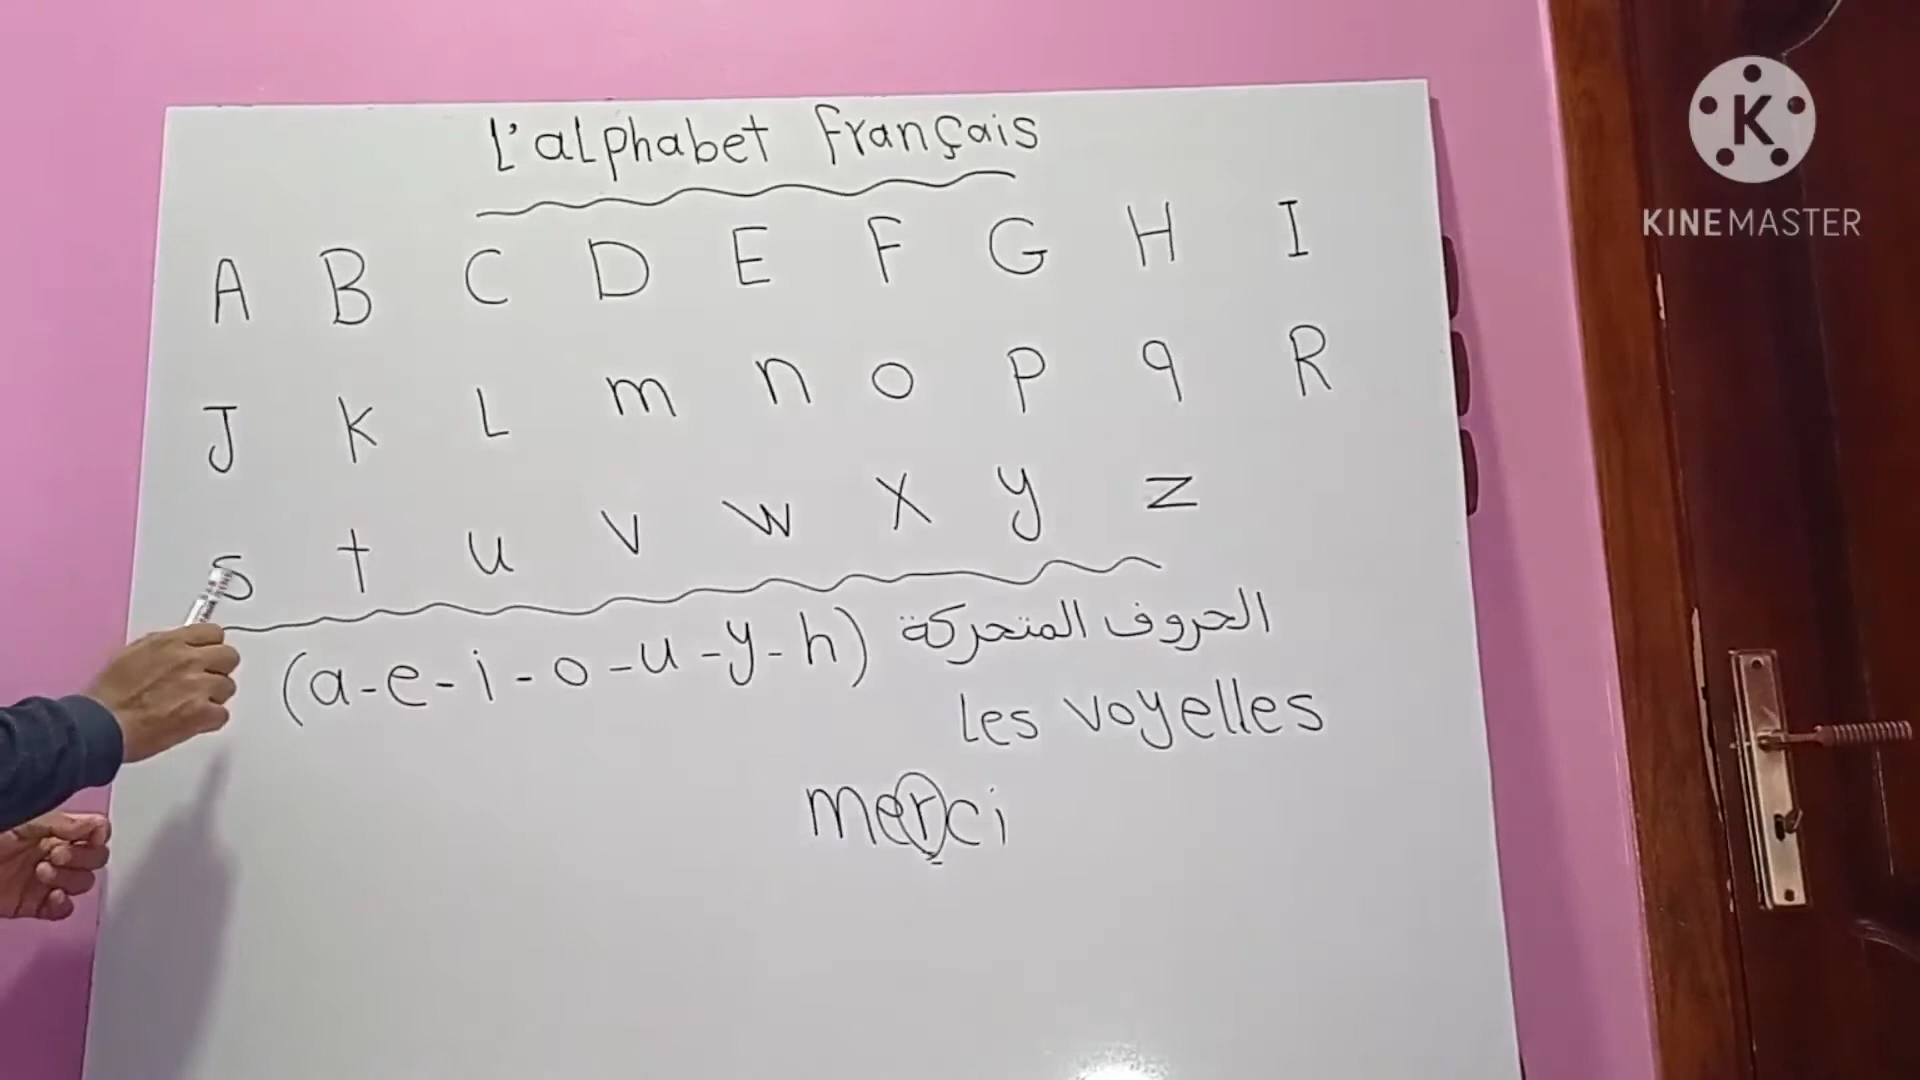 L'alphabet Français
A B C D E F G H I
J K L m n o p q R
s t u v w x y z
(a-e-i-o-u-y-h) الحروف المتحركة
Les voyelles
merci
K
KINEMASTER